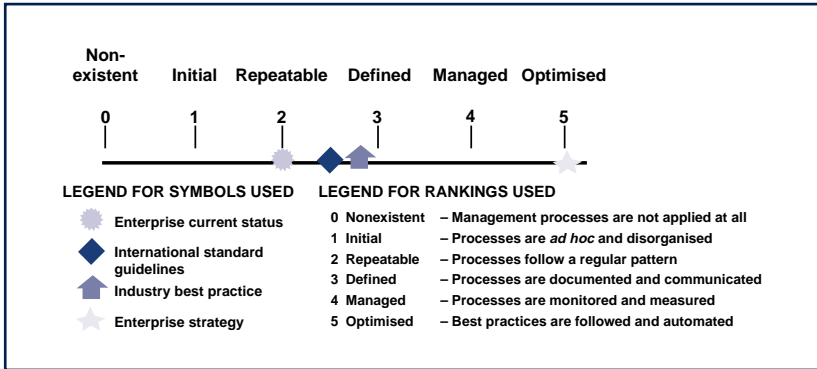 Non-
existent Initial Repeatable Defined Managed Optimised
0 1 2 3 4 5
LEGEND FOR SYMBOLS USED
Enterprise current status
International standard
guidelines
Industry best practice
Enterprise strategy
LEGEND FOR RANKINGS USED
0 Nonexistent – Management processes are not applied at all
1 Initial – Processes are ad hoc and disorganised
2 Repeatable – Processes follow a regular pattern
3 Defined – Processes are documented and communicated
4 Managed – Processes are monitored and measured
5 Optimised – Best practices are followed and automated